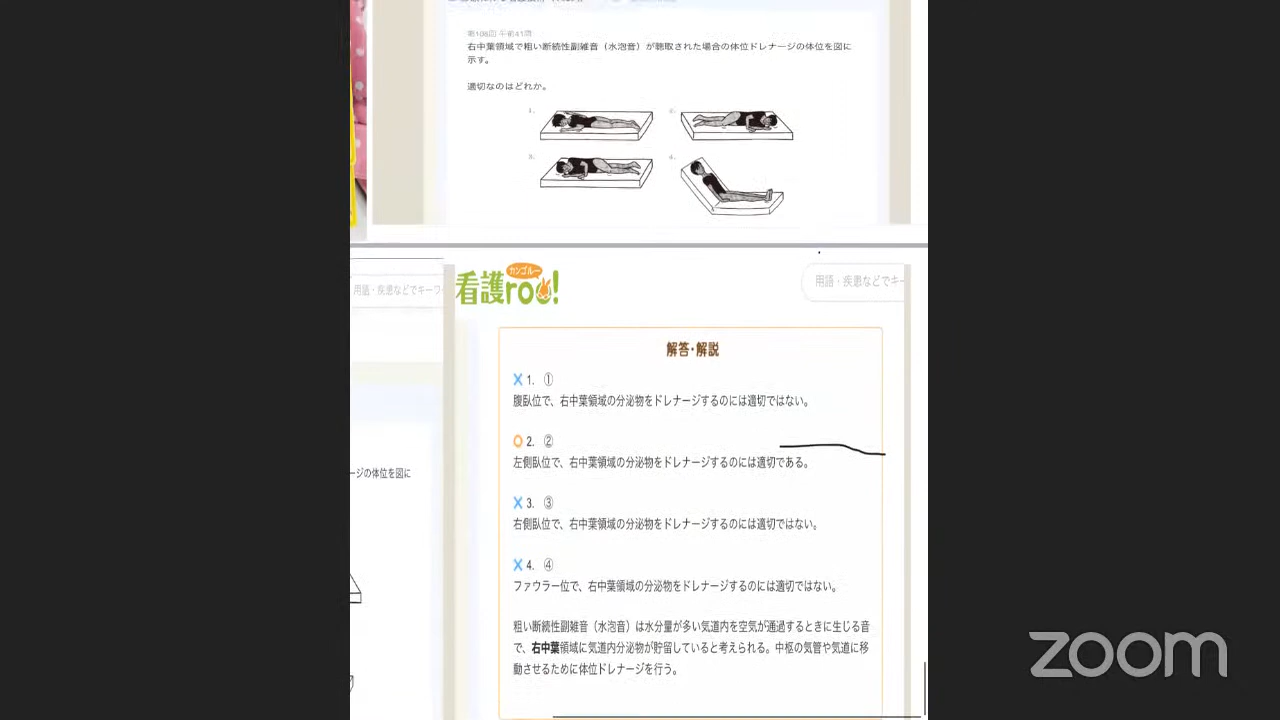 第108回 午前41問
右中葉領域で粗い断続性副雑音（水泡音）が聴取された場合の体位ドレナージの体位を図に
示す。
適切なのはどれか。
1.
2.
3.
4.
用語・疾患などでキーワ
看護roo!
カンゴルー
用語・疾患などでキー
解答・解説
X 1. ①
腹臥位で、右中葉領域の分泌物をドレナージするのには適切ではない。
O 2. ②
左側臥位で、右中葉領域の分泌物をドレナージするのには適切である。
ージの体位を図に
X 3. ③
右側臥位で、右中葉領域の分泌物をドレナージするのには適切ではない。
X 4. ④
ファウラー位で、右中葉領域の分泌物をドレナージするのには適切ではない。
粗い断続性副雑音（水泡音）は水分量が多い気道内を空気が通過するときに生じる音
で、右中葉領域に気道内分泌物が貯留していると考えられる。中枢の気管や気道に移
動させるために体位ドレナージを行う。
zoom